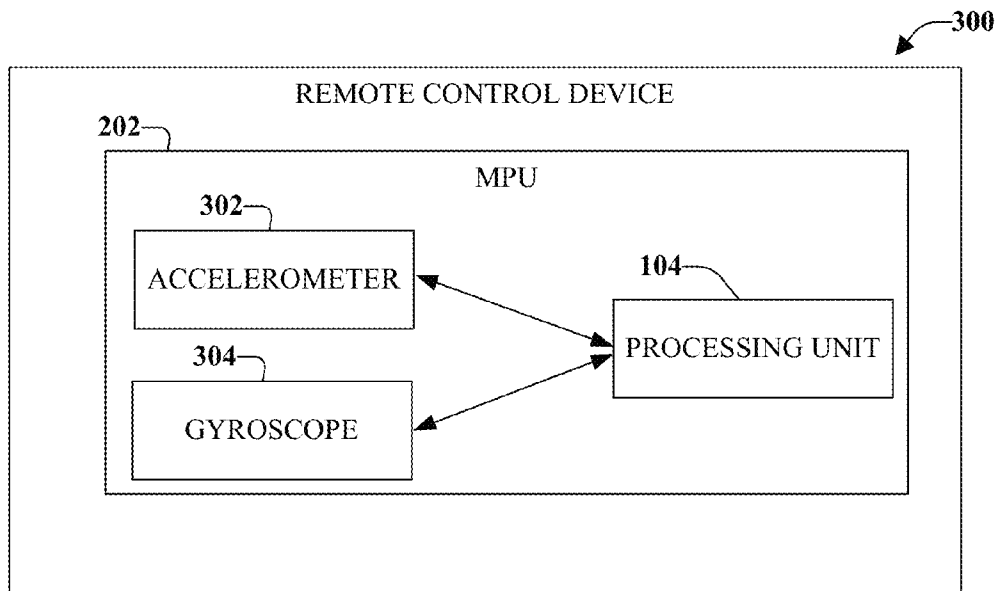 300
REMOTE CONTROL DEVICE
202
MPU
302
ACCELEROMETER
104
PROCESSING UNIT
304
GYROSCOPE